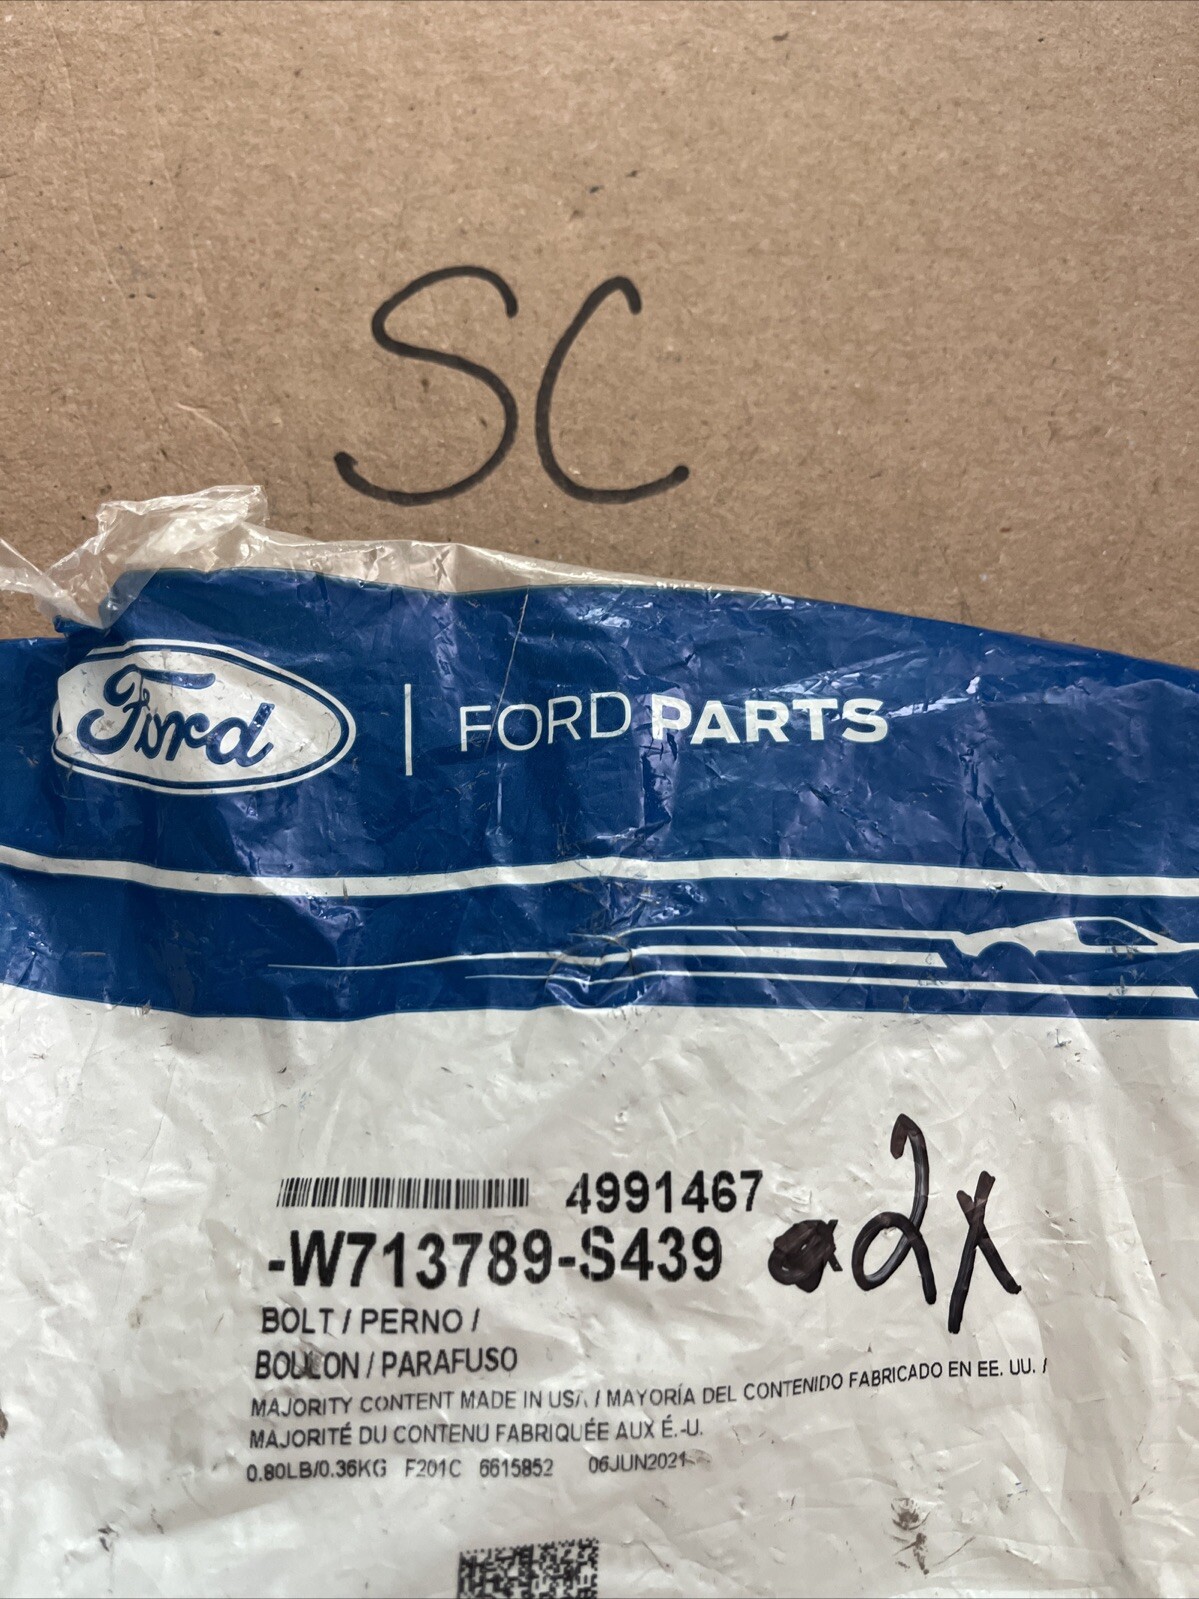 SC
Ford | FORD PARTS
4991467
-W713789-S439 2x
BOLT / PERNO /
BOULON / PARAFUSO
MAJORITY CONTENT MADE IN USA / MAYORÍA DEL CONTENIDO FABRICADO EN EE. UU. /
MAJORITÉ DU CONTENU FABRIQUÉE AUX É.-U.
0.80LB/0.36KG F201C 6615852 06JUN2021